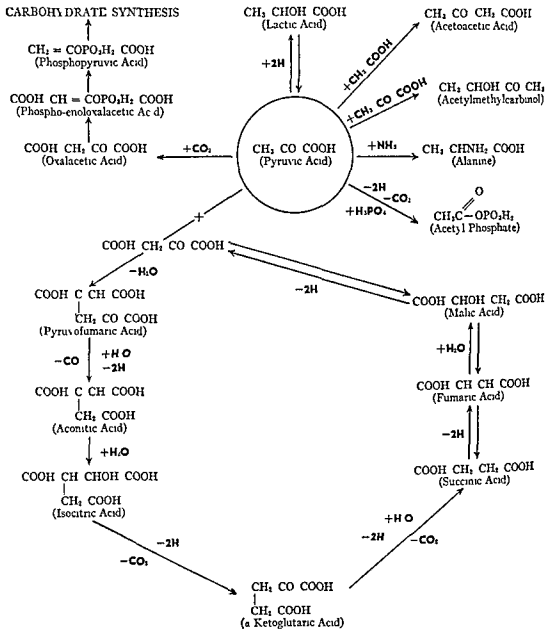 CARBOHYDRATE SYNTHESIS
CH₂ = COPO₃H₂ COOH
(Phosphopyruvic Acid)
COOH CH = COPO₃H₂ COOH
(Phospho-enoloxalacetic Ac d)
COOH CH₂ CO COOH
(Oxalacetic Acid)
+CO₂
CH₃ CHOH COOH
(Lactic Acid)
+2H
CH₃ CO COOH
(Pyruvic Acid)
+CH₃ COOH
CH₃ CO CH₂ COOH
(Acetoacetic Acid)
+CH₃ CO COOH
CH₃ CHOH CO CH₃
(Acetylmethylcarbinol)
+NH₃
CH₃ CHNH₂ COOH
(Alanine)
−2H
−CO₂
+H₃PO₄
O
CH₃C OPO₃H₂
(Acetyl Phosphate)
+
COOH CH₂ CO COOH
−H₂O
−2H
COOH C CH COOH
CH₂ CO COOH
(Pyruvofumaric Acid)
−CO
+H O
−2H
COOH C CH COOH
CH₂ COOH
(Aconitic Acid)
+H₂O
COOH CH CHOH COOH
CH₂ COOH
(Isocitric Acid)
−2H
−CO₂
CH₂ CO COOH
CH₂ COOH
(α Ketoglutaric Acid)
+H O
−2H
−CO₂
COOH CH₂ CH₂ COOH
(Succinic Acid)
−2H
COOH CH CH COOH
(Fumaric Acid)
+H₂O
COOH CHOH CH₂ COOH
(Malic Acid)